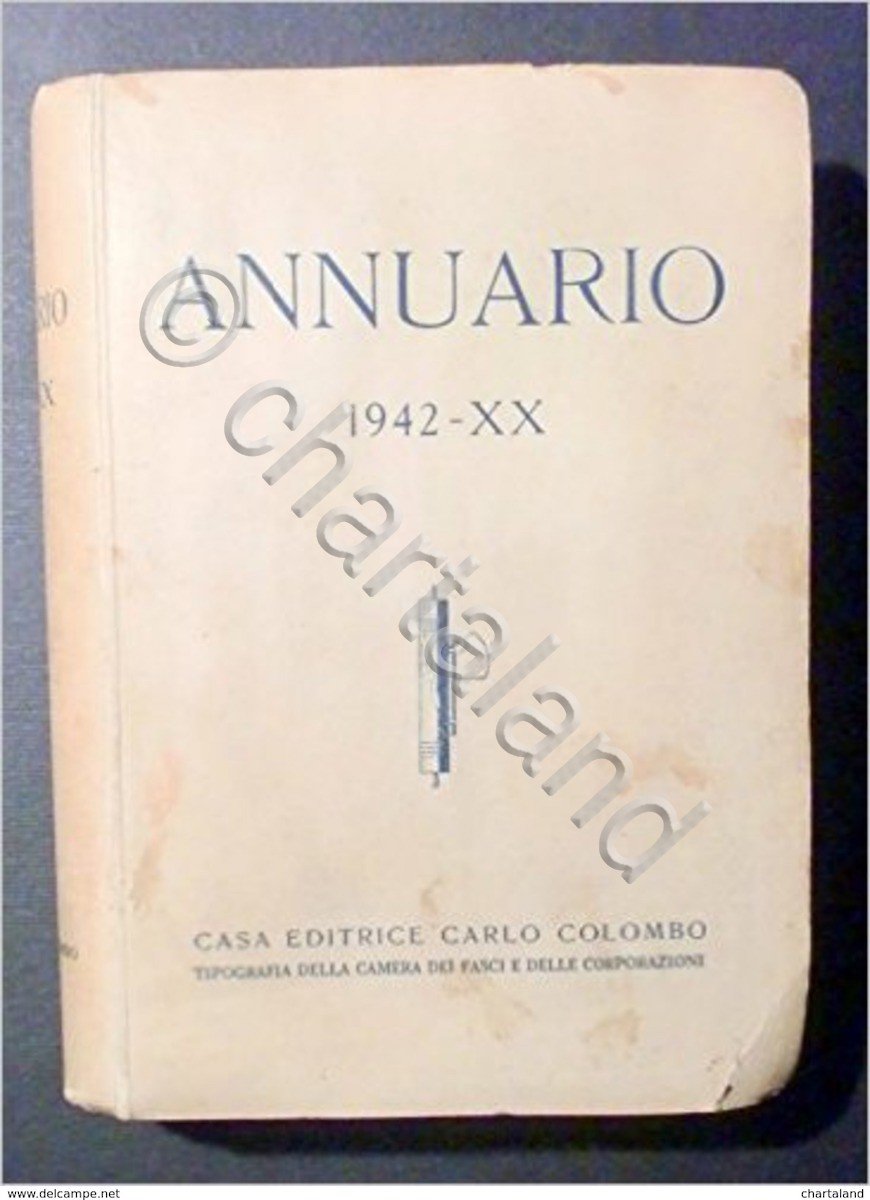 ANNUARIO
1942-XX
CASA EDITRICE CARLO COLOMBO
TIPOGRAFIA DELLA CAMERA DEI FASCI E DELLE CORPORAZIONI
© chartaland
www.delcampe.net
chartaland